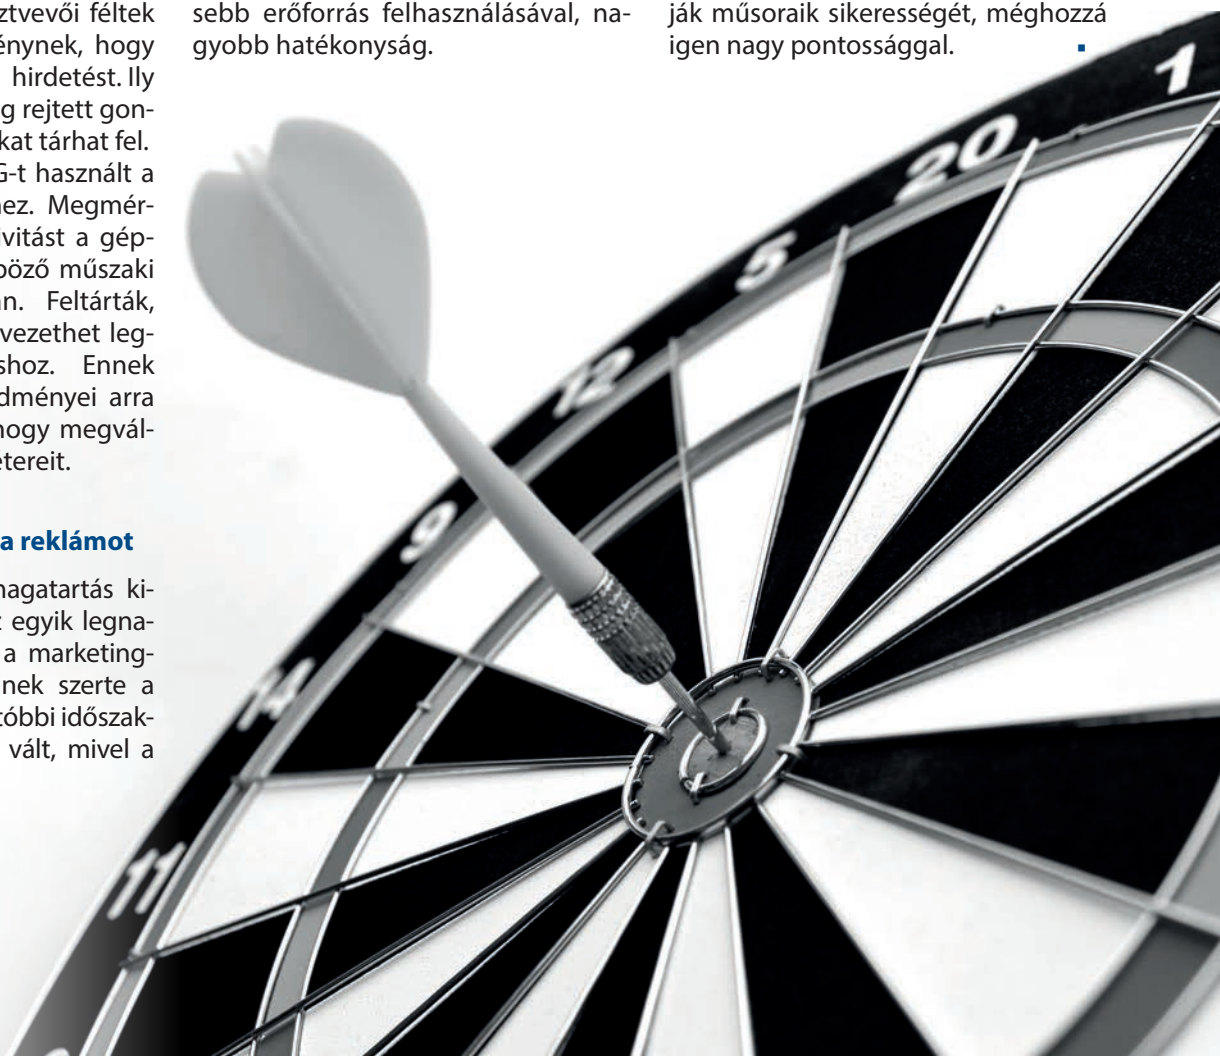 ztvevői féltek
énynek, hogy
hirdetést. Ily
g rejtett gon-
kat tárhat fel.
G-t használt a
ez. Megmér-
vitást a gép-
böző műszaki
n. Feltárták,
vezethet leg-
shoz. Ennek
dményei arra
hogy megvál-
etereit.
a reklámot
nagatartás ki-
z egyik legna-
a marketing-
nek szerte a
tóbbi időszak-
vált, mivel a
sebb erőforrás felhasználásával, na-
gyobb hatékonyság.
ják műsoraik sikerességét, méghozzá
igen nagy pontossággal.
1
20
5
12
9
14
11